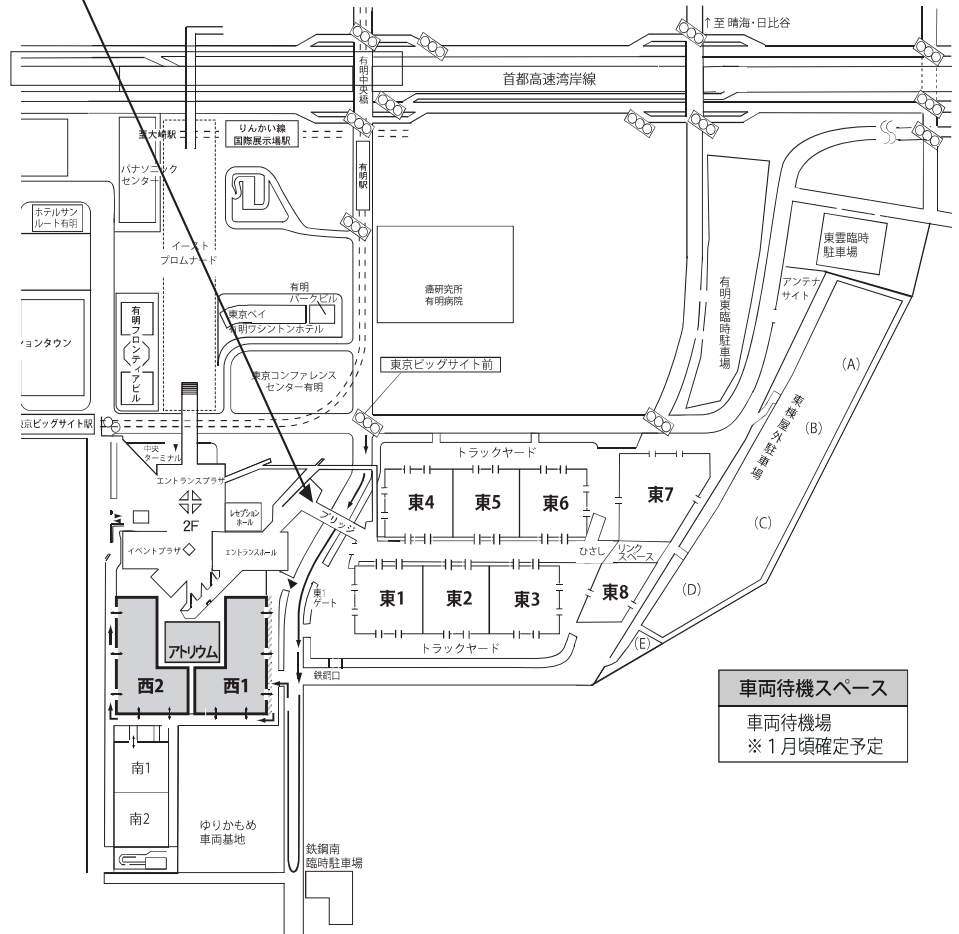 ↑至 晴海・日比谷
有明中央橋
首都高速湾岸線
至大崎駅
りんかい線
国際展示場駅
パナソニック
センター
有明駅
ホテルサン
ルート有明
イースト
プロムナード
東雲臨時
駐車場
癌研究所
有明病院
アンテナ
サイト
有明
パークビル
東京ベイ
有明ワシントンホテル
有明東臨時駐車場
有明フロンティアビル
ションタウン
東京ビッグサイト前
東京コンファレンス
センター有明
(A)
東棟屋外駐車場
(B)
東京ビッグサイト駅
中央
ターミナル
トラックヤード
エントランスプラザ
東4
東5
東6
東7
2F
レセプション
ホール
ブリッジ
(C)
イベントプラザ
エントランスホール
ひさし
リンク
スペース
東1
ゲート
東1
東2
東3
東8
(D)
アトリウム
トラックヤード
(E)
鉄鋼口
西2
西1
車両待機スペース
車両待機場
※1月頃確定予定
南1
南2
ゆりかもめ
車両基地
鉄鋼南
臨時駐車場